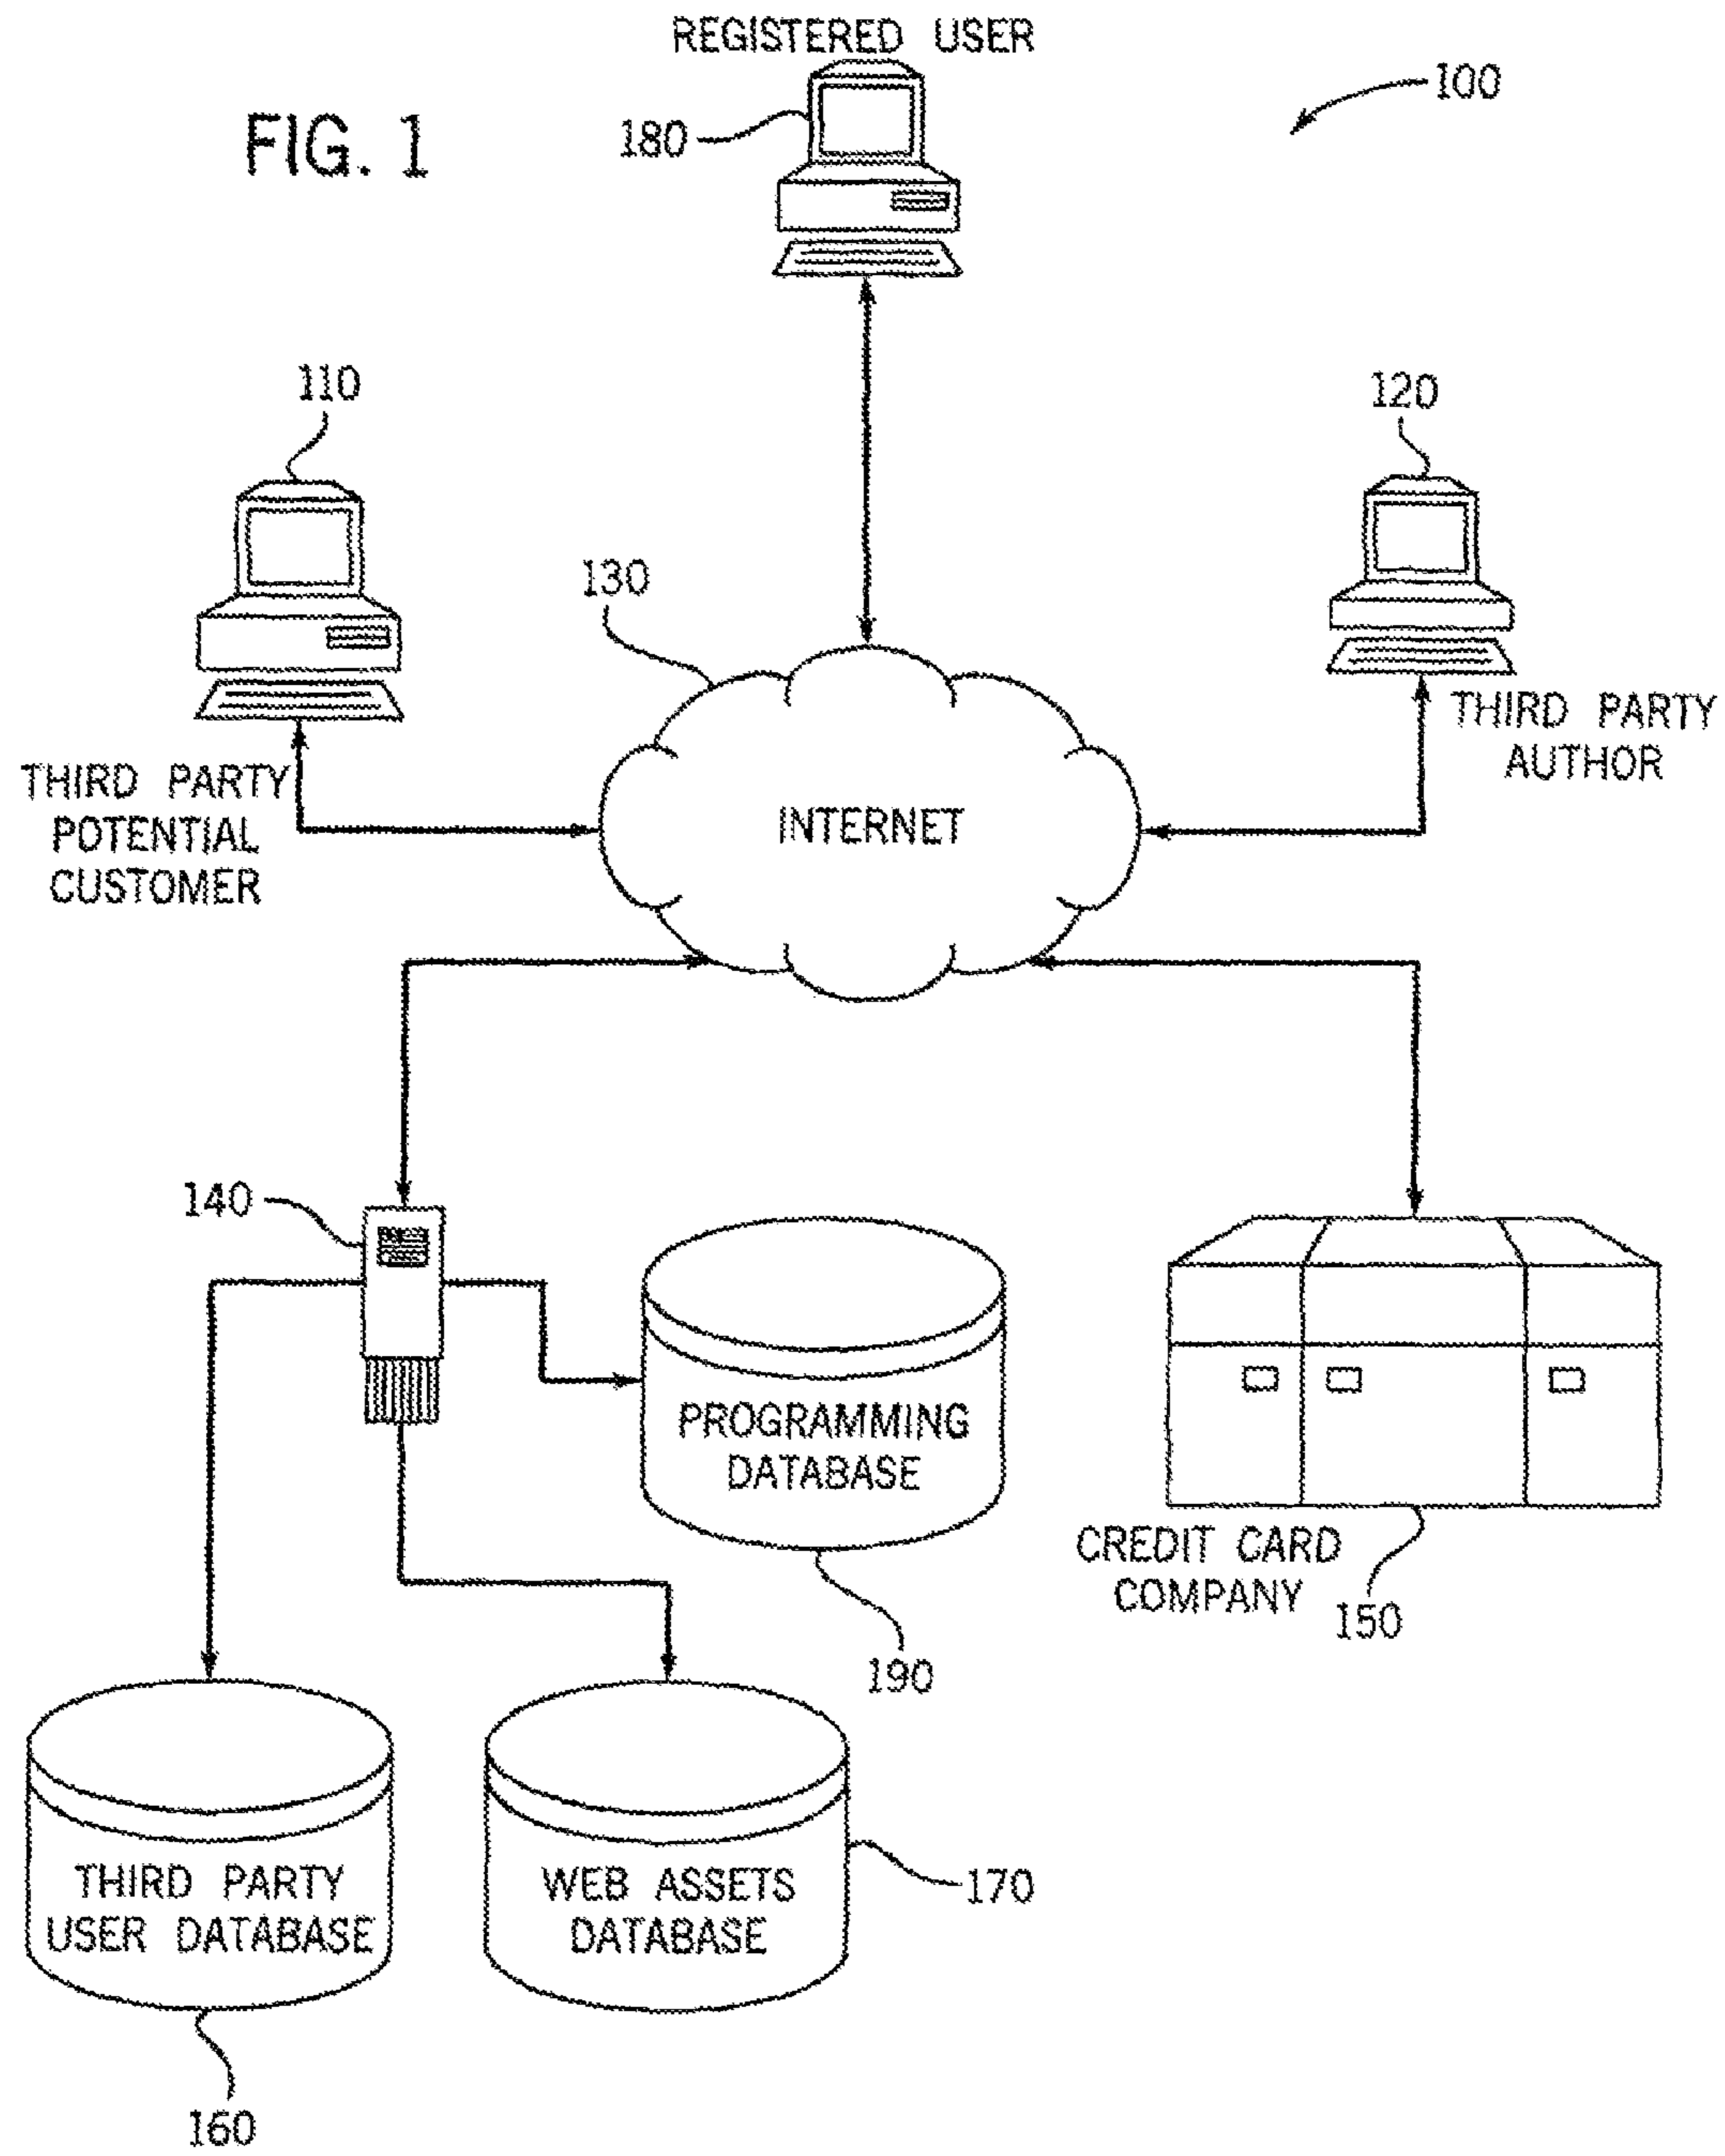 REGISTERED USER
100
FIG. 1
180
110
120
130
THIRD PARTY
AUTHOR
THIRD PARTY
POTENTIAL
CUSTOMER
INTERNET
140
PROGRAMMING
DATABASE
CREDIT CARD
COMPANY
150
190
THIRD PARTY
USER DATABASE
WEB ASSETS
DATABASE
170
160